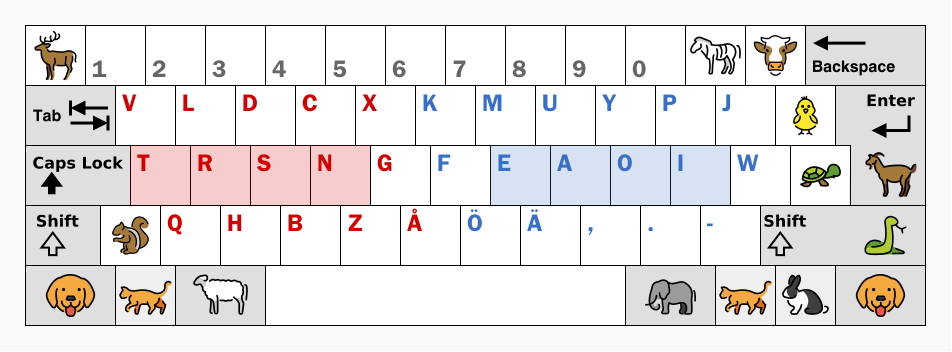 1 2 3 4 5 6 7 8 9 0 Backspace
Tab V L D C X K M U Y P J Enter
Caps Lock T R S N G F E A O I W
Shift Q H B Z Å Ö Ä , . - Shift